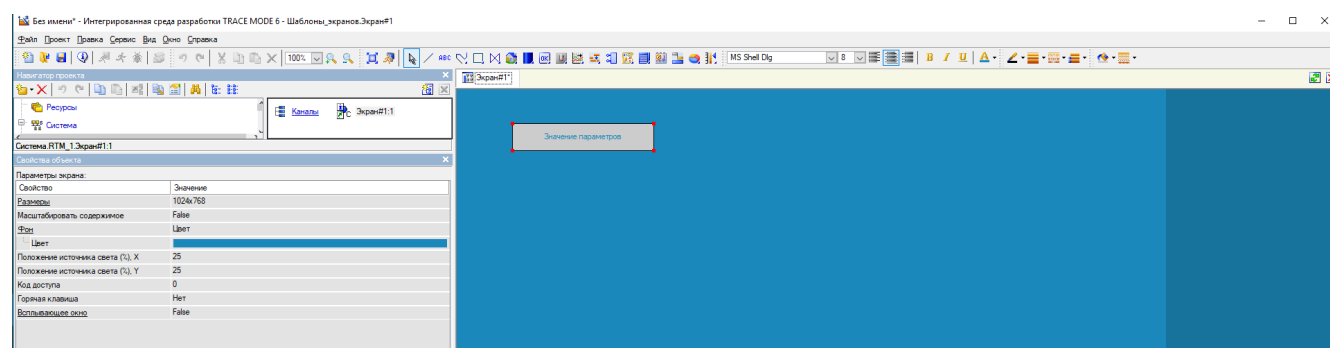 Без имени* - Интегрированная среда разработки TRACE MODE 6 - Шаблоны_экранов.Экран#1
Файл Проект Правка Сервис Вид Окно Справка
100% ABC OK MS Shell Dlg 8 B I U A
Навигатор проекта
Экран#1*
Ресурсы
Система
Каналы
Экран#1:1
Система.RTM_1.Экран#1:1
Свойства объекта
Параметры экрана:
Свойство Значение
Размеры 1024x768
Масштабировать содержимое False
Фон Цвет
Цвет
Положение источника света (%), X 25
Положение источника света (%), Y 25
Код доступа 0
Горячая клавиша Нет
Всплывающее окно False
Значение параметров